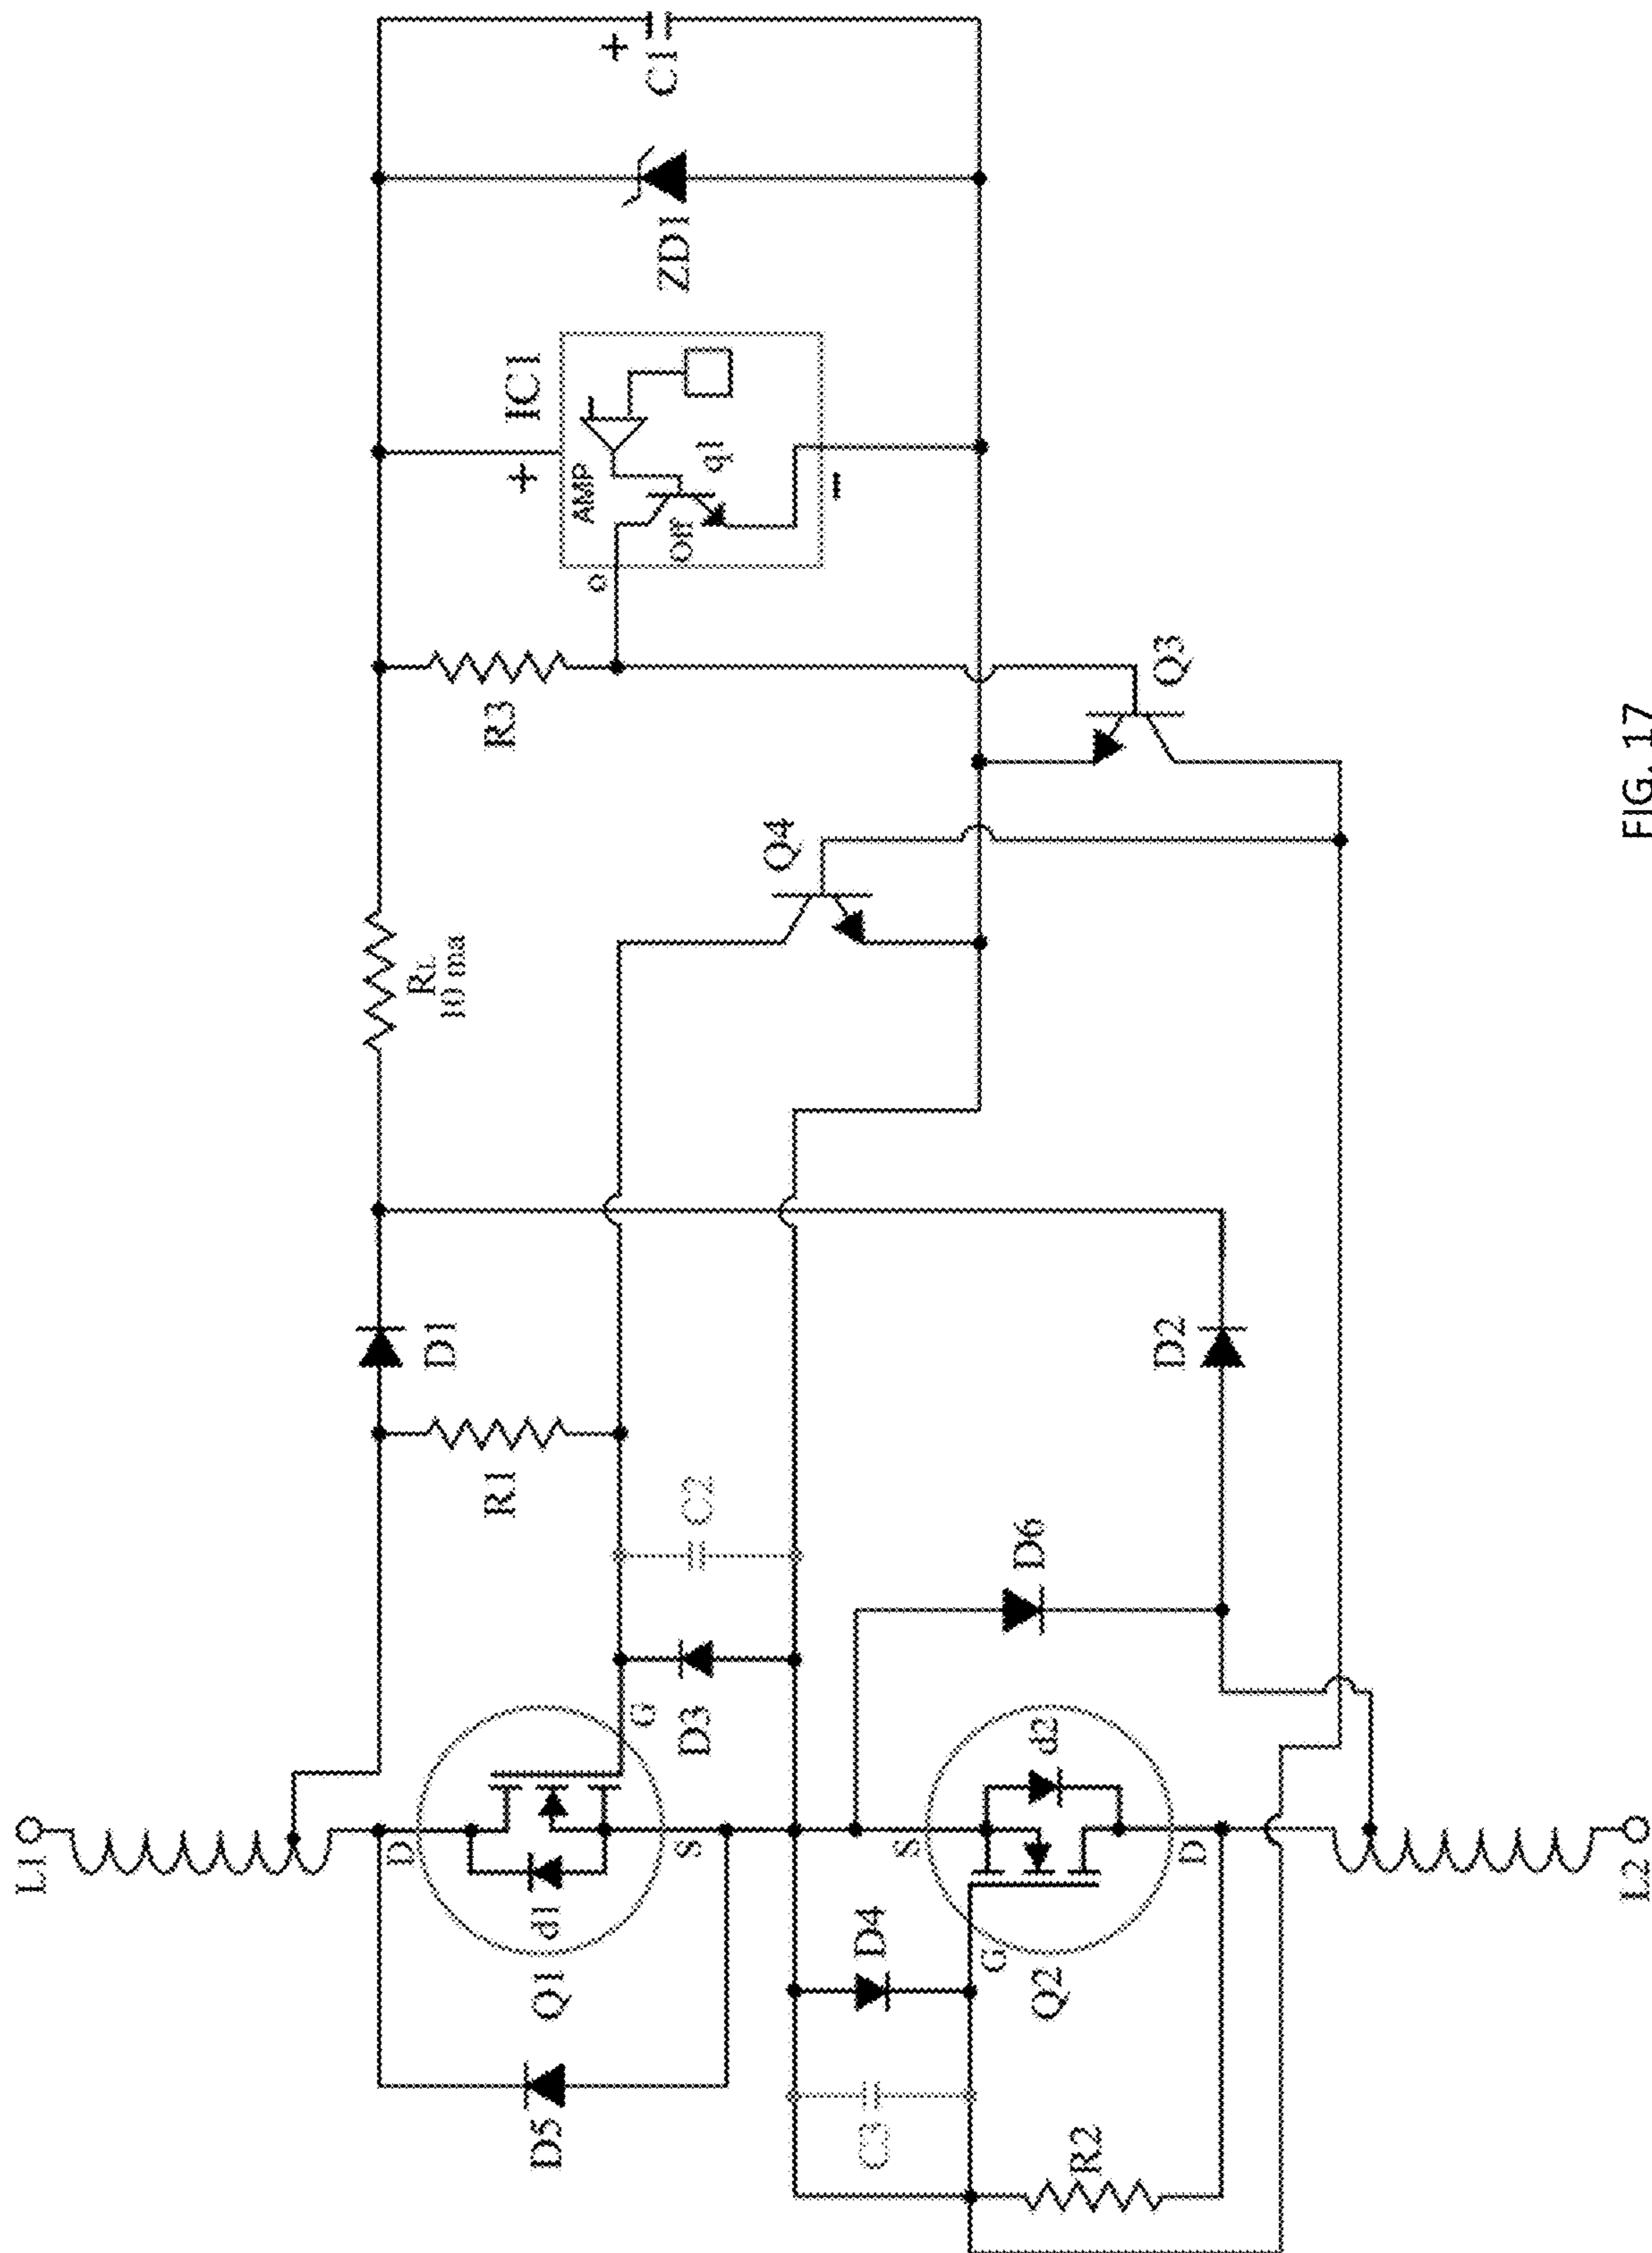 L1
D5
Q1
d1
D
S
G
D3
C2
R1
D1
RL
10 ma
R3
IC1
+
AMP
q1
Off
o
-
ZD1
+
C1
Q4
Q3
C3
D4
S
G
D
d2
Q2
R2
D6
D2
L2
FIG. 17